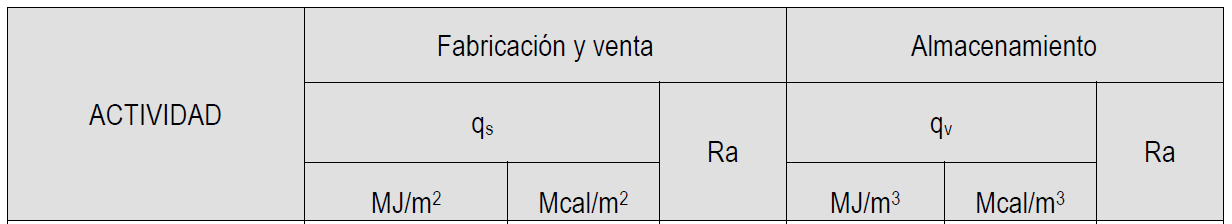 Fabricación y venta Almacenamiento
ACTIVIDAD
qs Ra qv Ra
MJ/m2 Mcal/m2 MJ/m3 Mcal/m3